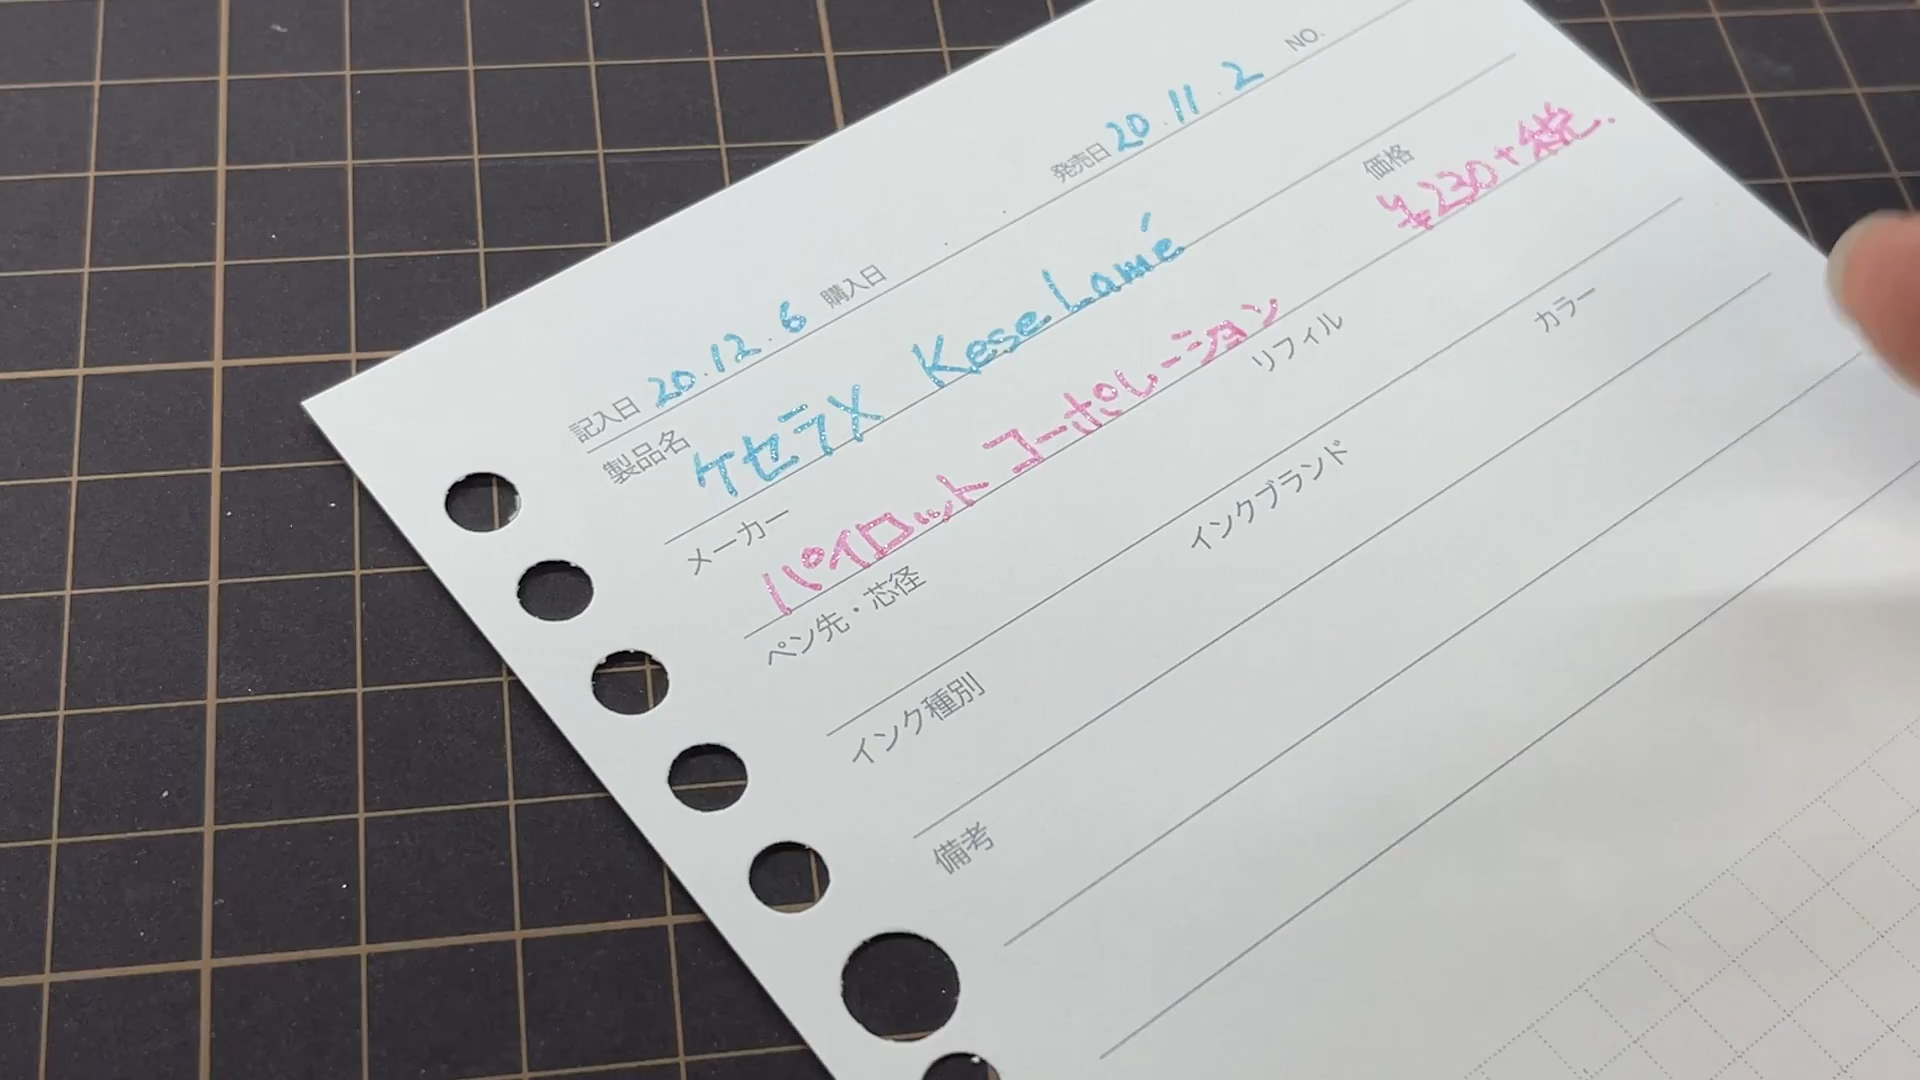 記入日 20.12.6 購入日 発売日 20.11.2 NO.
製品名 ケセラメ KeseLamé
メーカー パイロットコーポレーション 価格 ¥230+税.
ペン先・芯径 リフィル カラー
インク種別 インクブランド
備考